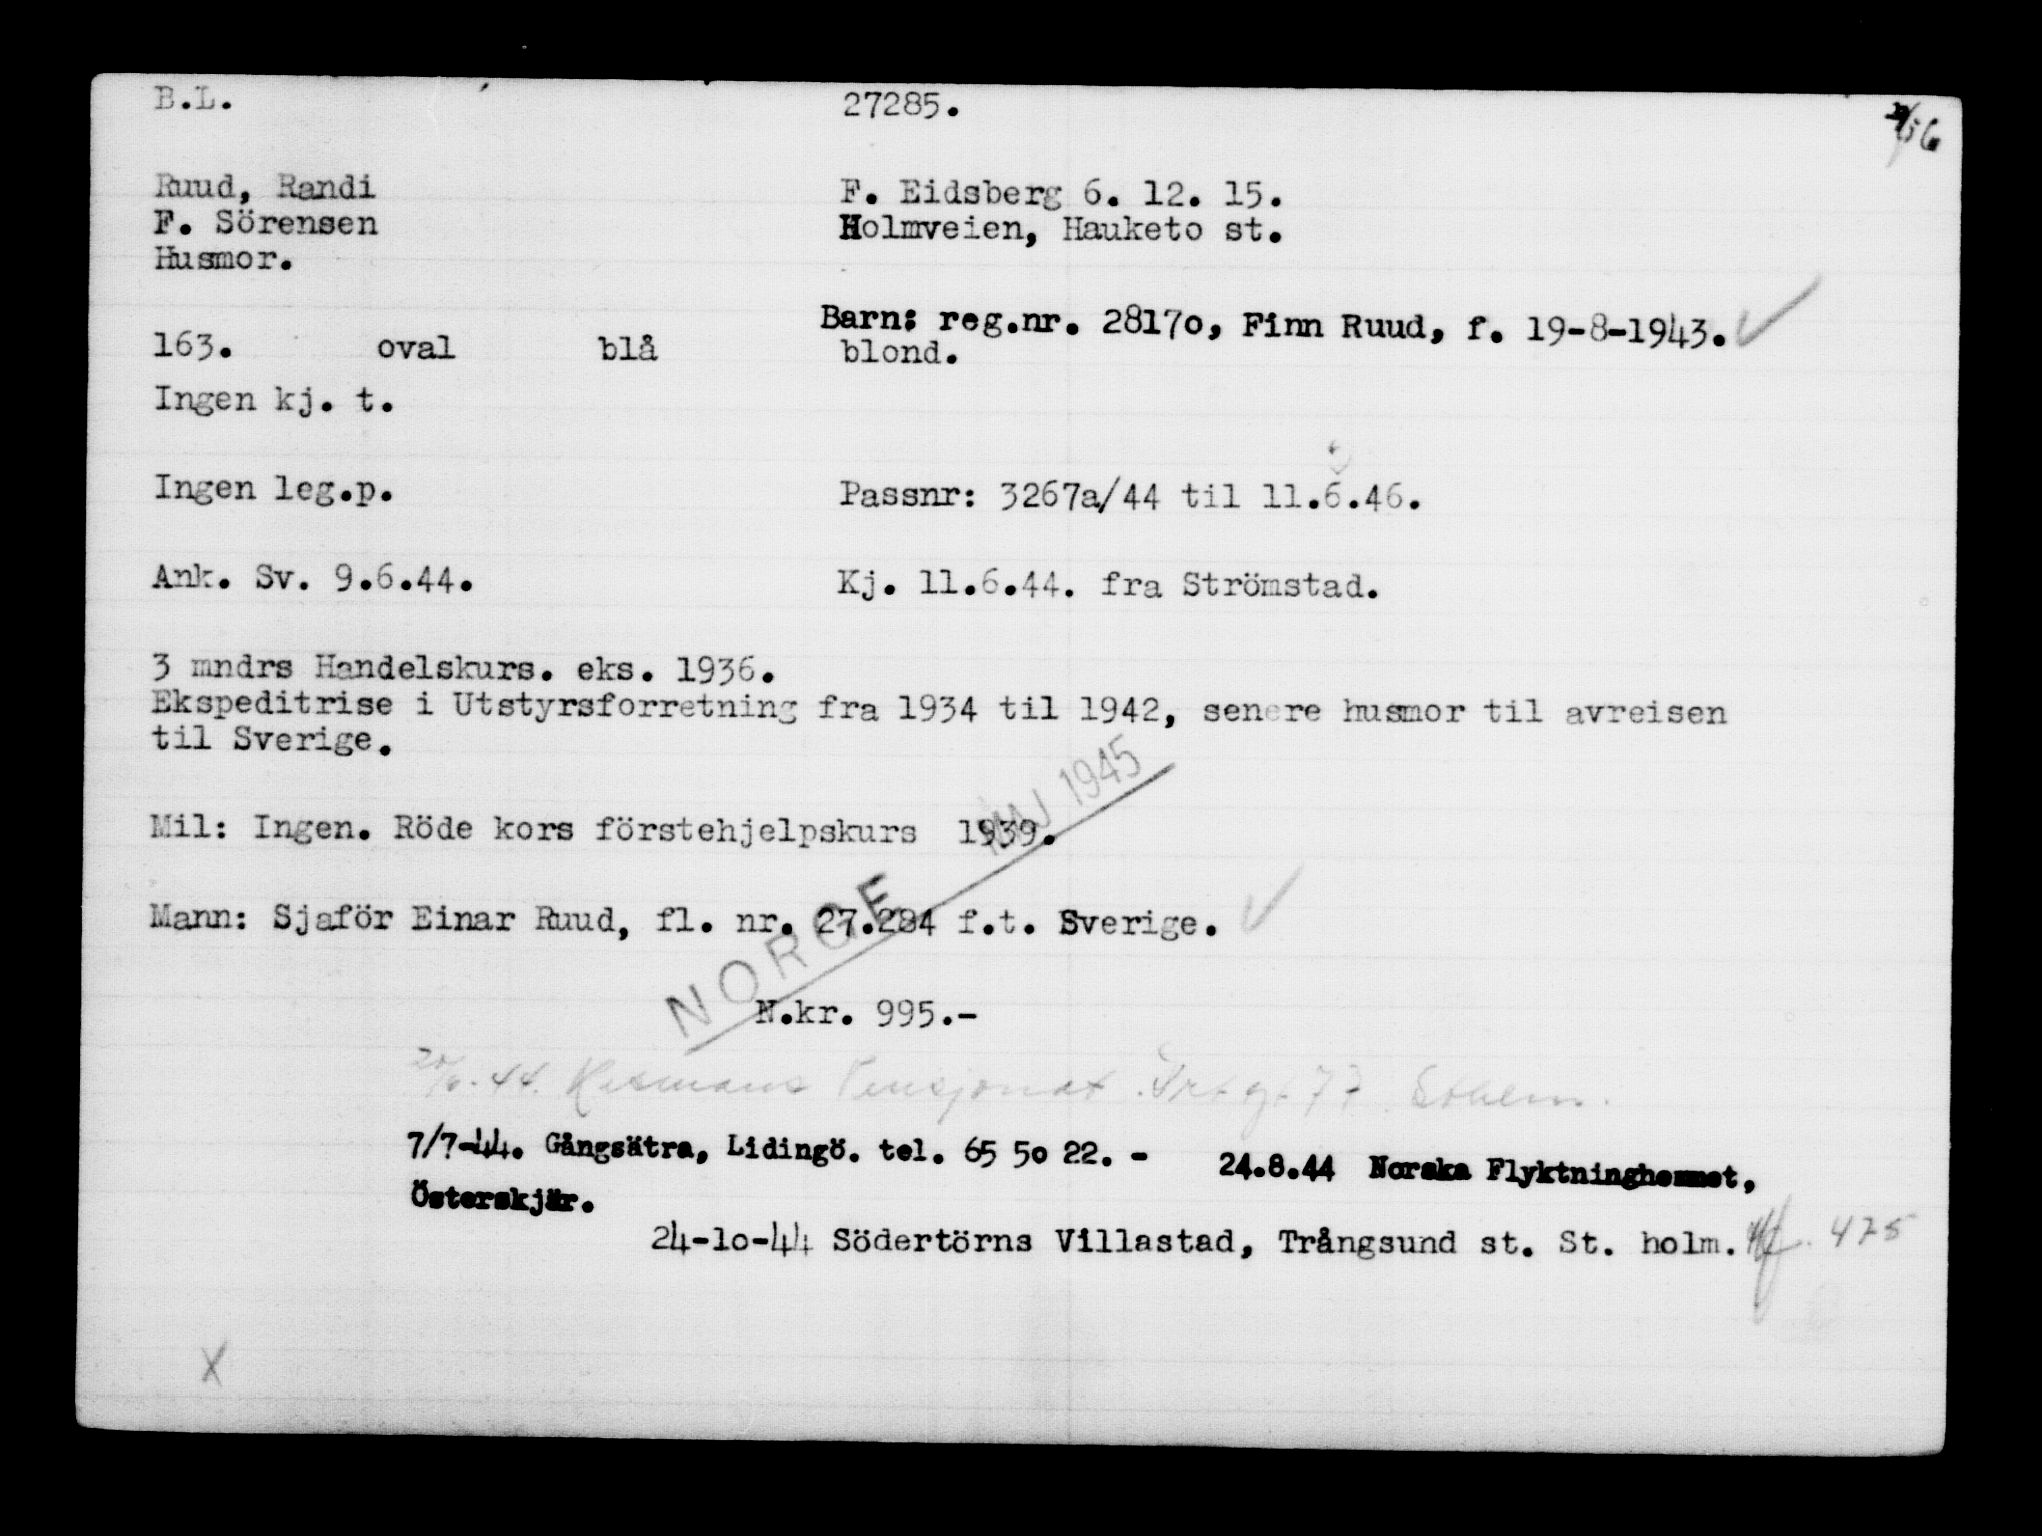 B.L. 27285.
Ruud, Randi F. Eidsberg 6. 12. 15.
F. Sörensen Holmveien, Hauketo st.
Husmor.
Barn: reg.nr. 28170, Finn Ruud, f. 19-8-1943.
163. oval blå blond.
Ingen kj. t.
Ingen leg.p. Passnr: 3267a/44 til 11.6.46.
Ank. Sv. 9.6.44. Kj. 11.6.44. fra Strömstad.
3 mndrs Handelskurs. eks. 1936.
Ekspeditrise i Utstyrsforretning fra 1934 til 1942, senere husmor til avreisen
til Sverige.
Mil: Ingen. Röde kors förstehjelpskurs 1939.
Mann: Sjaför Einar Ruud, fl. nr. 27.284 f.t. Sverige.
NORGE MAJ 1945
N.kr. 995.-
Pensjonat 77 Sthlm.
7/7-44. Gångsätra, Lidingö. tel. 65 50 22. - 24.8.44 Norska Flyktninghemmet,
Österskjär.
24-10-44 Södertörns Villastad, Trångsund st. St. holm. 475
X